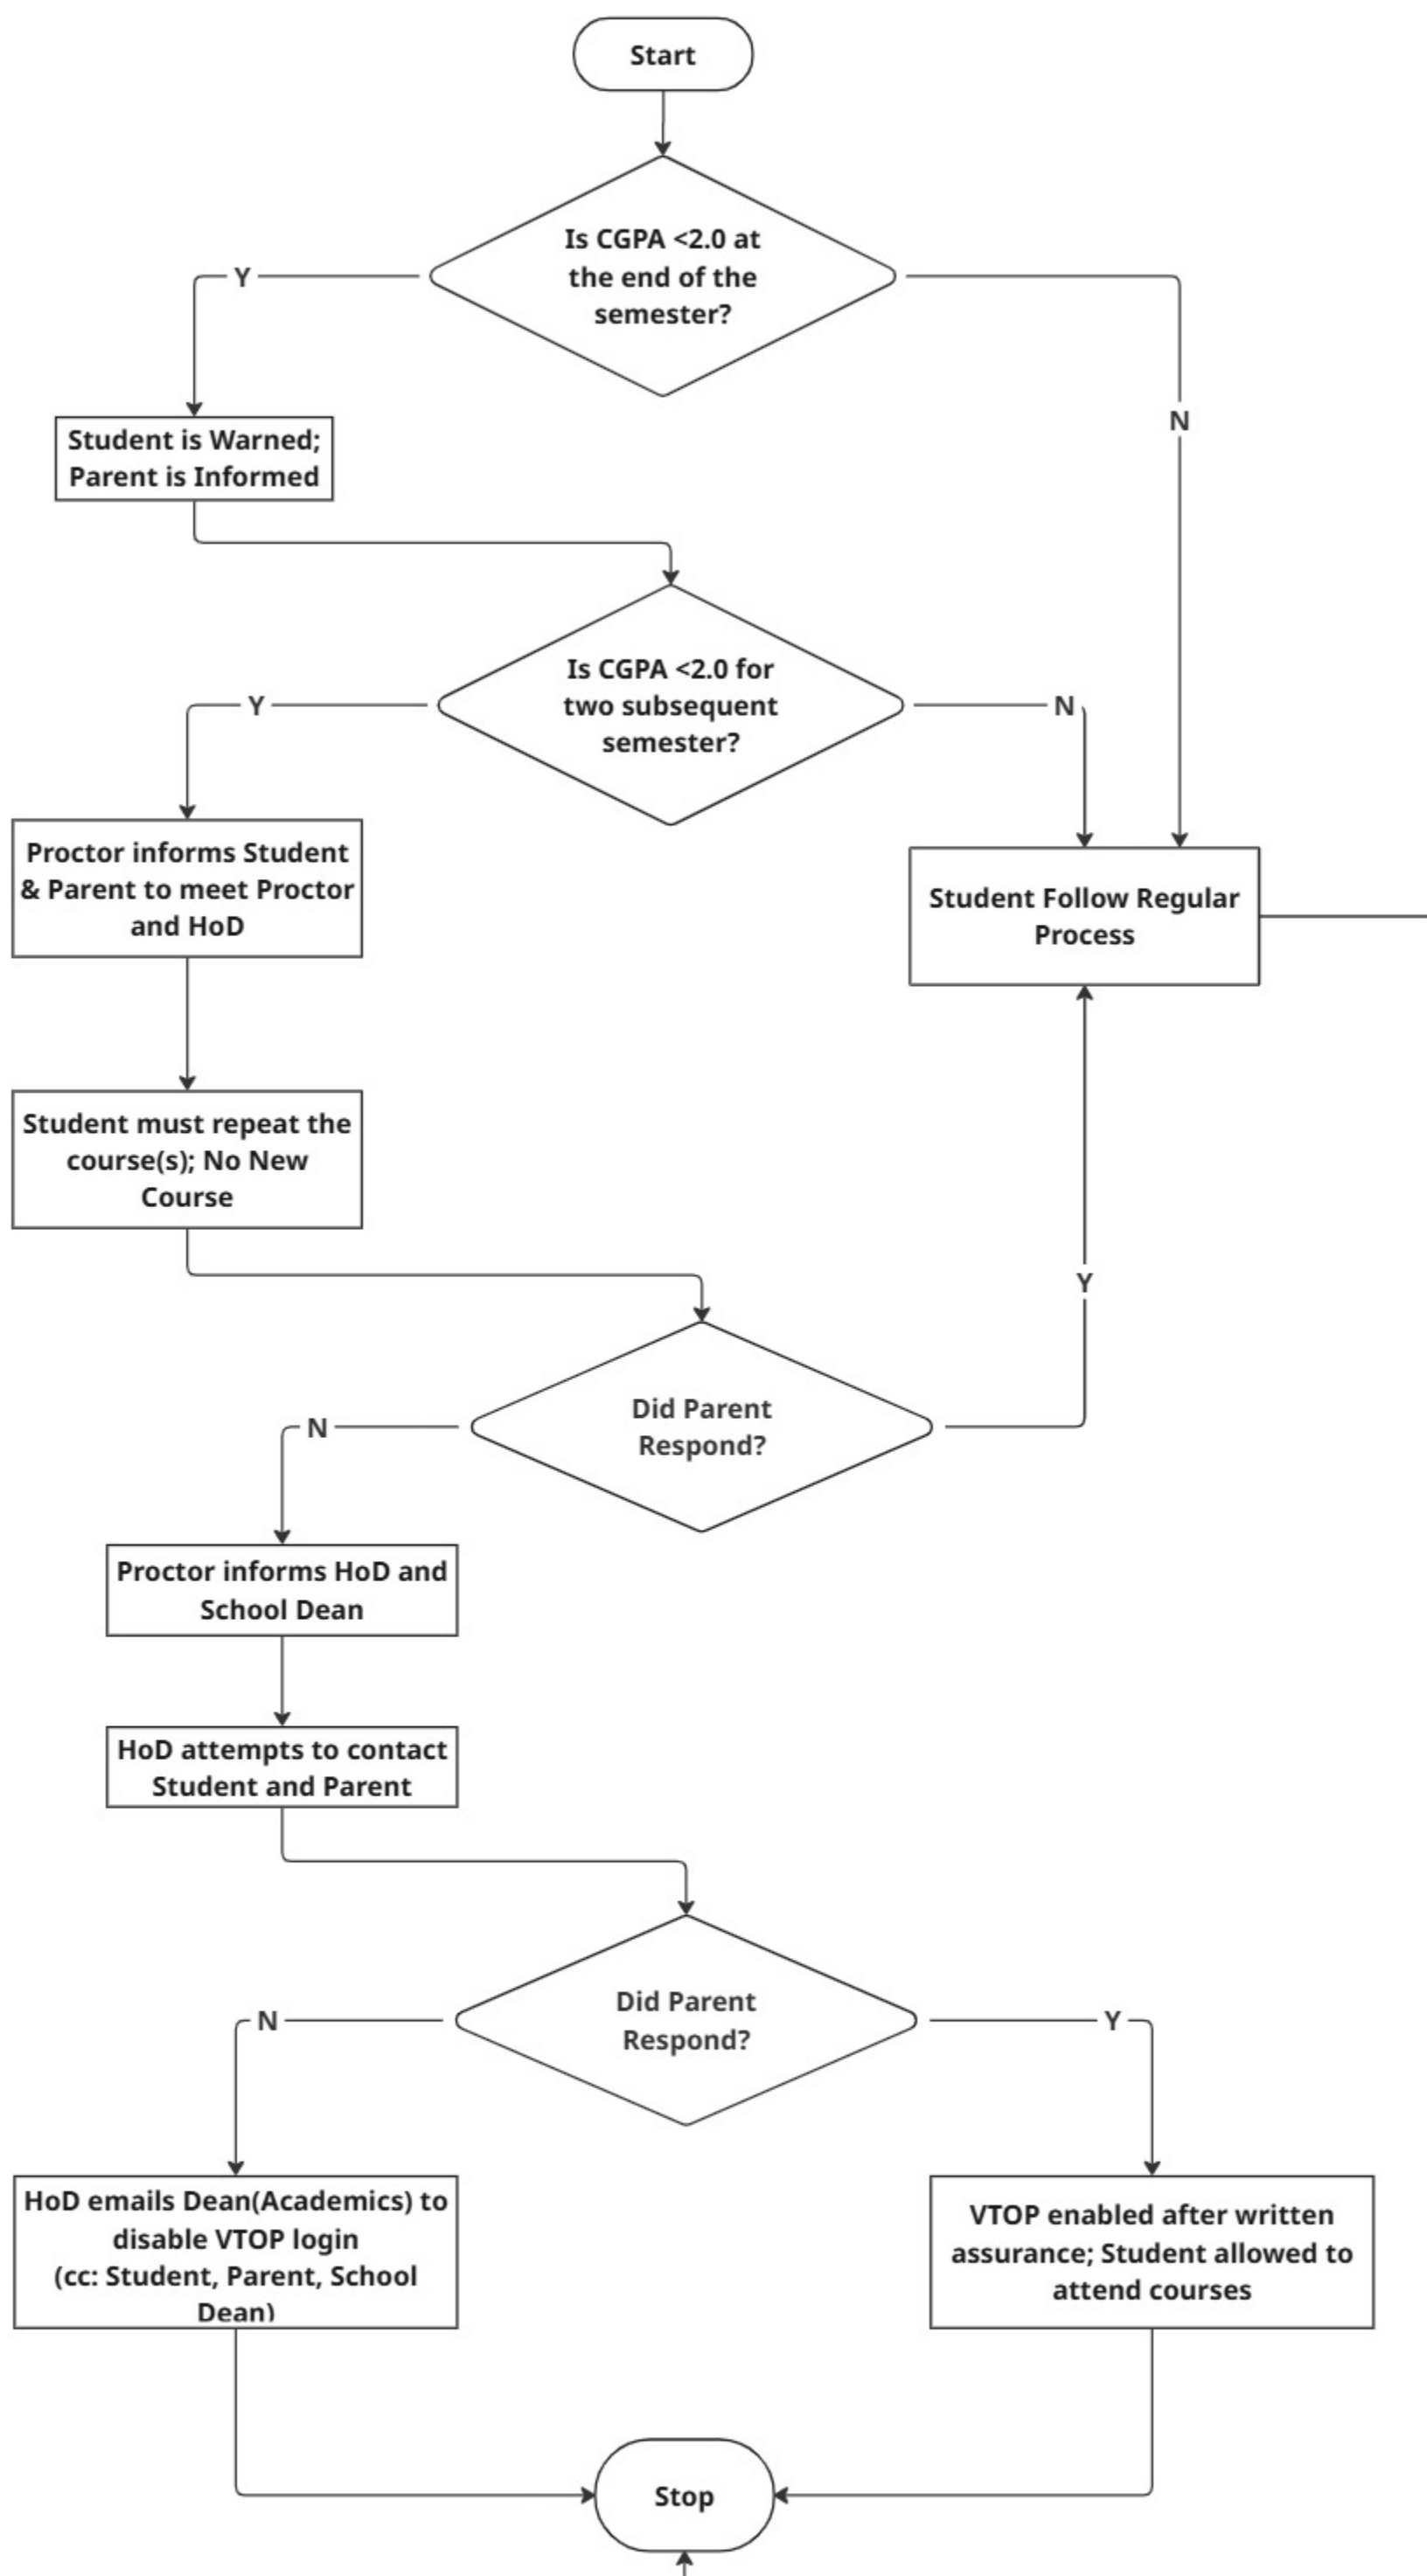 Start
Is CGPA <2.0 at
the end of the
semester?
Y
N
Student is Warned;
Parent is Informed
Is CGPA <2.0 for
two subsequent
semester?
Y
N
Proctor informs Student
& Parent to meet Proctor
and HoD
Student Follow Regular
Process
Student must repeat the
course(s); No New
Course
Y
Did Parent
Respond?
N
Proctor informs HoD and
School Dean
HoD attempts to contact
Student and Parent
Did Parent
Respond?
N
Y
HoD emails Dean(Academics) to
disable VTOP login
(cc: Student, Parent, School
Dean)
VTOP enabled after written
assurance; Student allowed to
attend courses
Stop